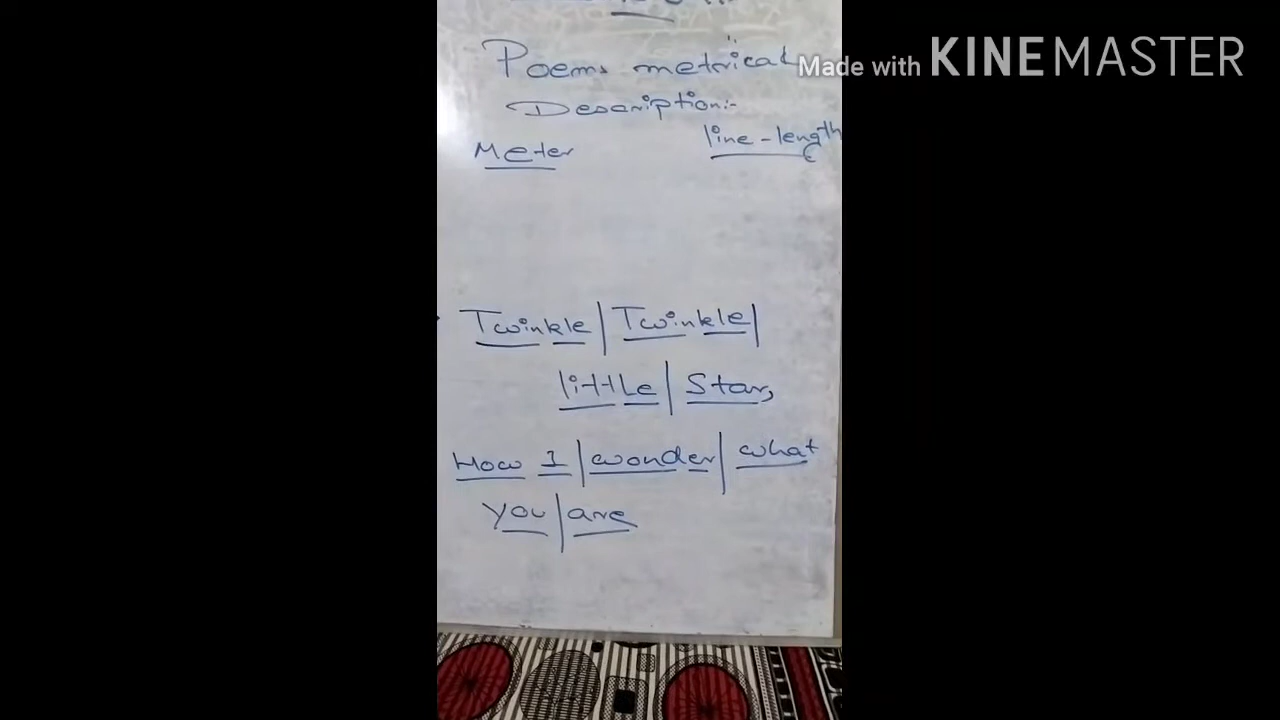 Made with KINEMASTER
Poems metrical
Description:-
Meter line-length
Twinkle | Twinkle |
little | Star,
How I | wonder | what
you | are